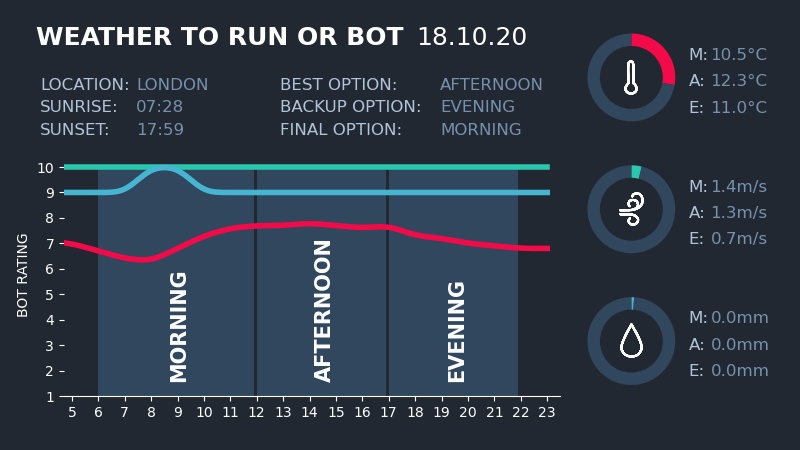 WEATHER TO RUN OR BOT 18.10.20
LOCATION: LONDON
SUNRISE: 07:28
SUNSET: 17:59
BEST OPTION: AFTERNOON
BACKUP OPTION: EVENING
FINAL OPTION: MORNING
M: 10.5°C
A: 12.3°C
E: 11.0°C
M: 1.4m/s
A: 1.3m/s
E: 0.7m/s
M: 0.0mm
A: 0.0mm
E: 0.0mm
BOT RATING
10
9
8
7
6
5
4
3
2
1
MORNING
AFTERNOON
EVENING
5 6 7 8 9 10 11 12 13 14 15 16 17 18 19 20 21 22 23